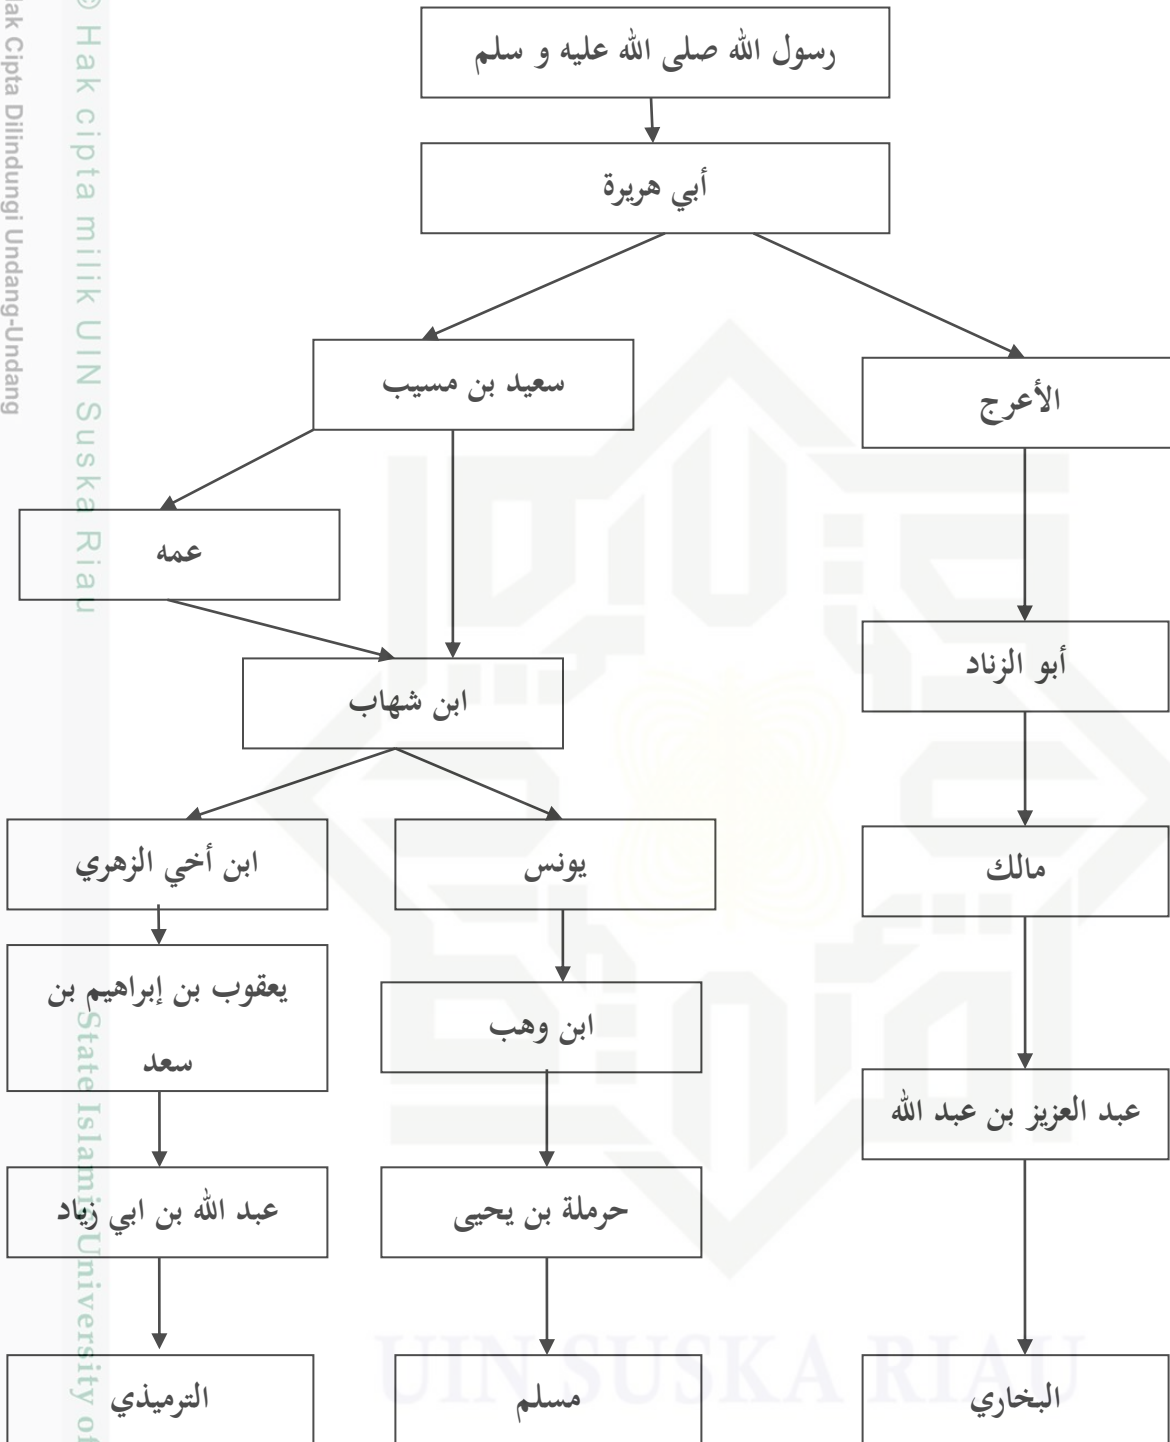 رسول الله صلى الله عليه و سلم
أبي هريرة
سعيد بن مسيب
الأعرج
عمه
ابن شهاب
أبو الزناد
ابن أخي الزهري
يونس
مالك
يعقوب بن إبراهيم بن
سعد
ابن وهب
عبد العزيز بن عبد الله
عبد الله بن ابي زياد
حرملة بن يحيى
الترميذي
مسلم
البخاري
© Hak cipta milik UIN Suska Riau
State Islamic University of
Hak Cipta Dilindungi Undang-Undang
UIN SUSKA RIAU